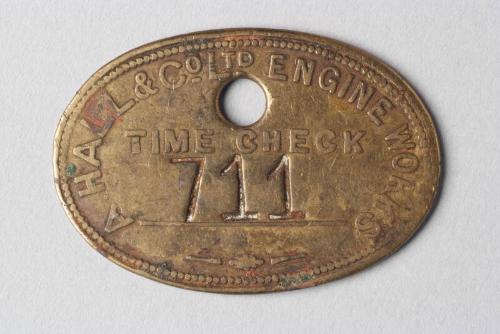 A HALL & Co LTD ENGINE WORKS
TIME CHECK
711